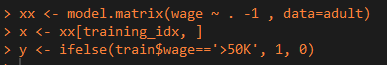 > xx <- model.matrix(wage ~ . -1 , data=adult)
> x <- xx[training_idx, ]
> y <- ifelse(train$wage=='>50K', 1, 0)